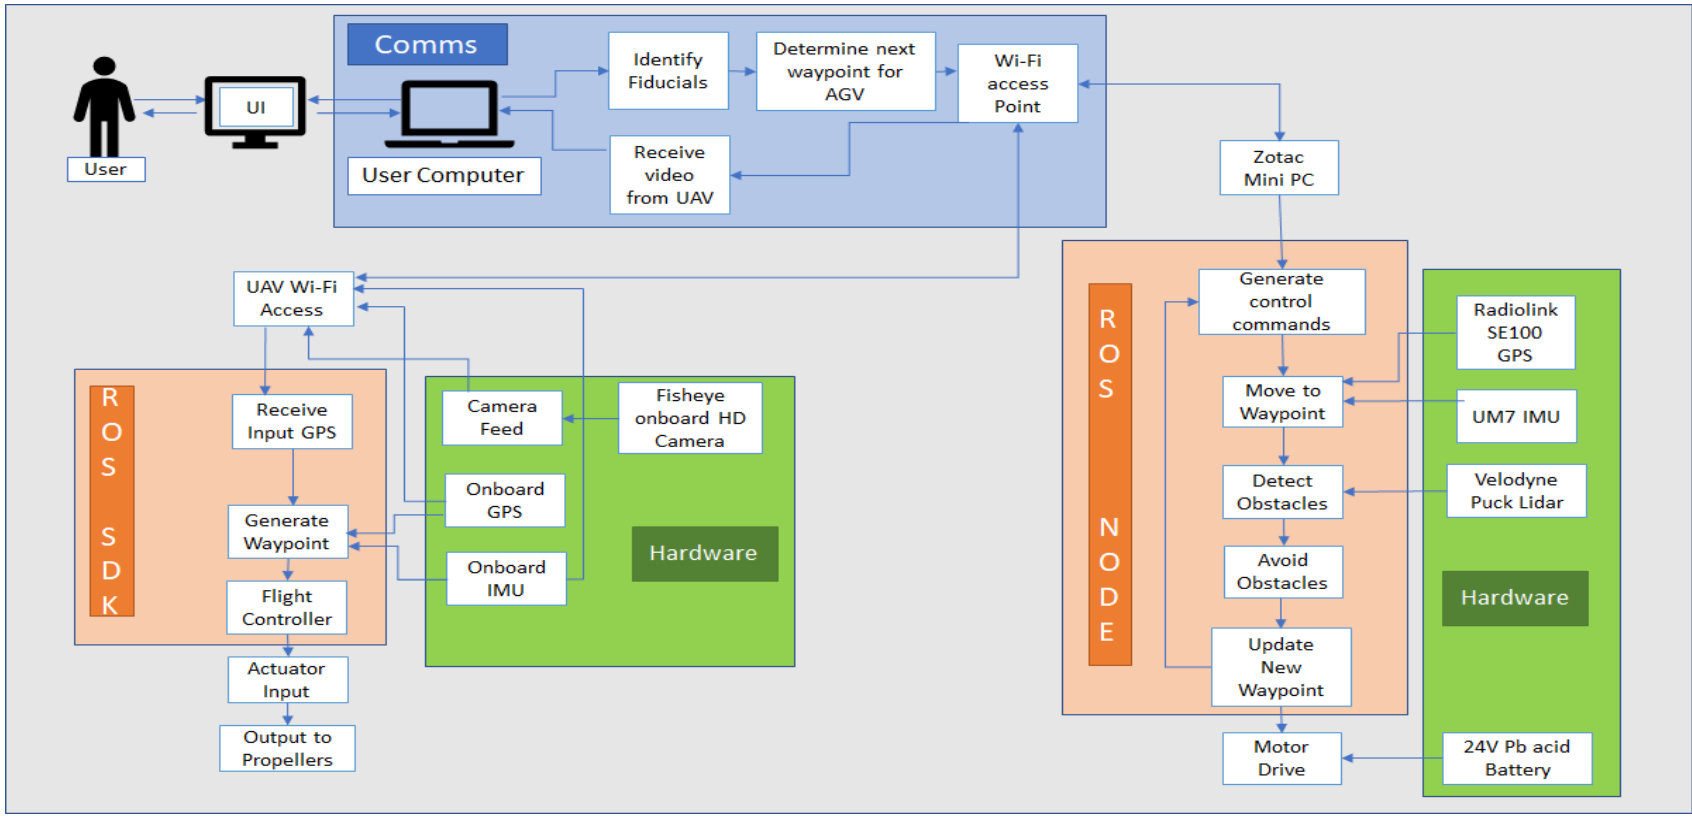 Comms
Identify
Fiducials
Determine next
waypoint for
AGV
Wi-Fi
access
Point
UI
User
User Computer
Receive
video
from UAV
Zotac
Mini PC
UAV Wi-Fi
Access
ROS SDK
Receive
Input GPS
Generate
Waypoint
Flight
Controller
Actuator
Input
Output to
Propellers
Camera
Feed
Fisheye
onboard HD
Camera
Onboard
GPS
Onboard
IMU
Hardware
ROS NODE
Generate
control
commands
Move to
Waypoint
Detect
Obstacles
Avoid
Obstacles
Update
New
Waypoint
Motor
Drive
Radiolink
SE100
GPS
UM7 IMU
Velodyne
Puck Lidar
Hardware
24V Pb acid
Battery